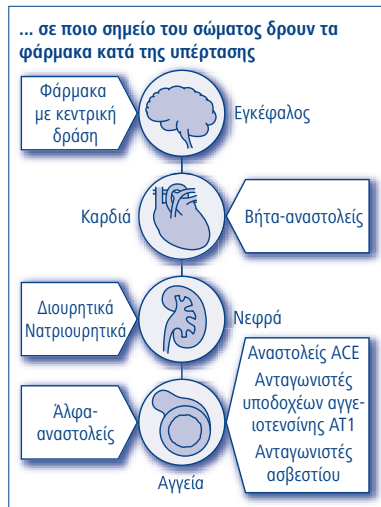 ... σε ποιο σημείο του σώματος δρουν τα
φάρμακα κατά της υπέρτασης
Φάρμακα
με κεντρική
δράση
Εγκέφαλος
Καρδιά
Βήτα-αναστολείς
Διουρητικά
Νατριουρητικά
Νεφρά
Άλφα-
αναστολείς
Αγγεία
Αναστολείς ACE
Ανταγωνιστές
υποδοχέων αγγε-
ιοτενσίνης AT1
Ανταγωνιστές
ασβεστίου